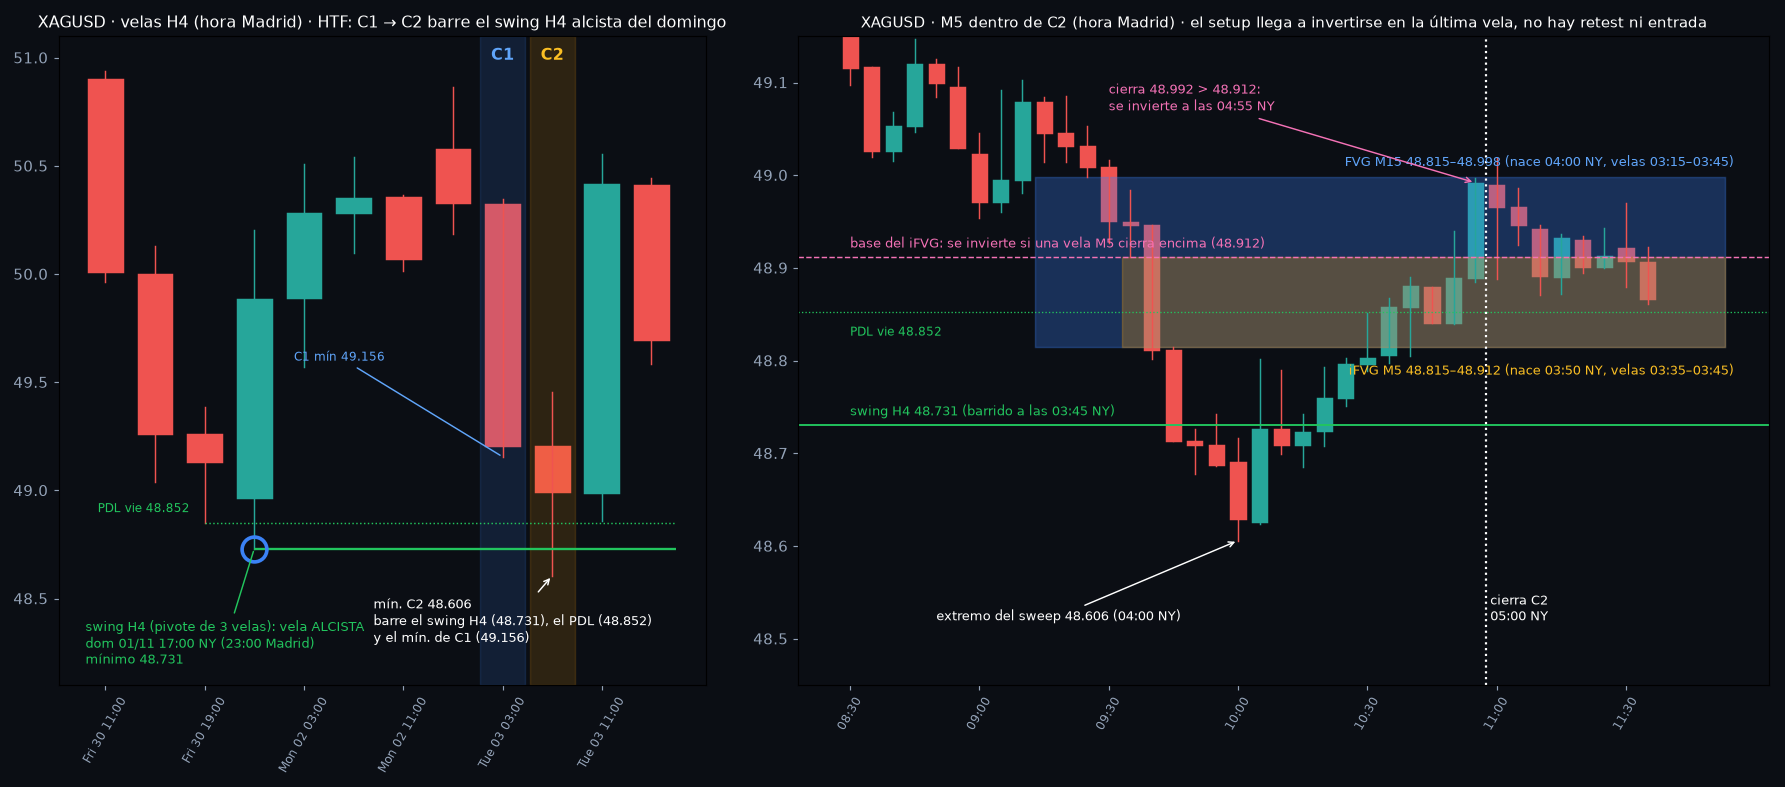 XAGUSD · velas H4 (hora Madrid) · HTF: C1 → C2 barre el swing H4 alcista del domingo
C1
C2
51.0
50.5
50.0
49.5
49.0
48.5
C1 mín 49.156
PDL vie 48.852
mín. C2 48.606
barre el swing H4 (48.731), el PDL (48.852)
y el mín. de C1 (49.156)
swing H4 (pivote de 3 velas): vela ALCISTA
dom 01/11 17:00 NY (23:00 Madrid)
mínimo 48.731
Fri 30 11:00
Fri 30 19:00
Mon 02 03:00
Mon 02 11:00
Tue 03 03:00
Tue 03 11:00
XAGUSD · M5 dentro de C2 (hora Madrid) · el setup llega a invertirse en la última vela, no hay retest ni entrada
49.1
49.0
48.9
48.8
48.7
48.6
48.5
cierra 48.992 > 48.912:
se invierte a las 04:55 NY
FVG M15 48.815–48.998 (nace 04:00 NY, velas 03:15–03:45)
base del iFVG: se invierte si una vela M5 cierra encima (48.912)
PDL vie 48.852
iFVG M5 48.815–48.912 (nace 03:50 NY, velas 03:35–03:45)
swing H4 48.731 (barrido a las 03:45 NY)
extremo del sweep 48.606 (04:00 NY)
cierra C2
05:00 NY
08:30
09:00
09:30
10:00
10:30
11:00
11:30